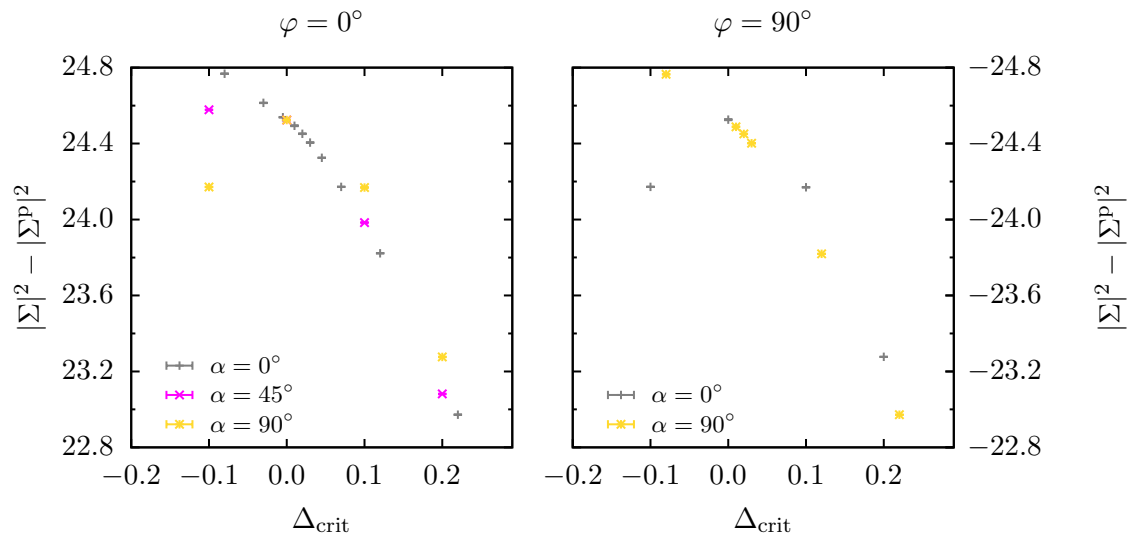 φ = 0°
φ = 90°
|Σ|² − |Σᵖ|²
24.8
24.4
24.0
23.6
23.2
22.8
−0.2 −0.1 0.0 0.1 0.2
Δcrit
α = 0°
α = 45°
α = 90°
−24.8
−24.4
−24.0
−23.6
−23.2
−22.8
−0.2 −0.1 0.0 0.1 0.2
Δcrit
α = 0°
α = 90°
|Σ|² − |Σᵖ|²